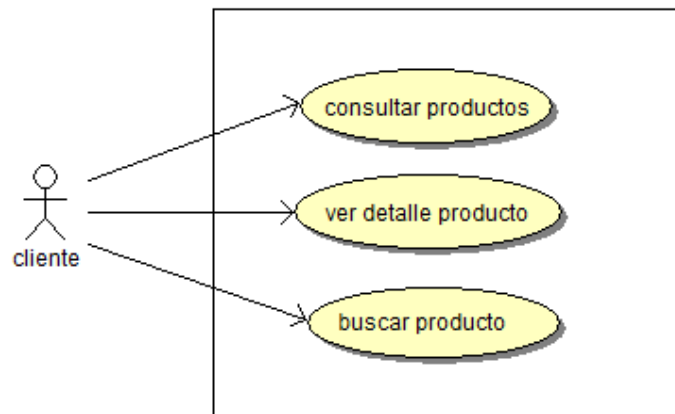 consultar productos
ver detalle producto
cliente
buscar producto